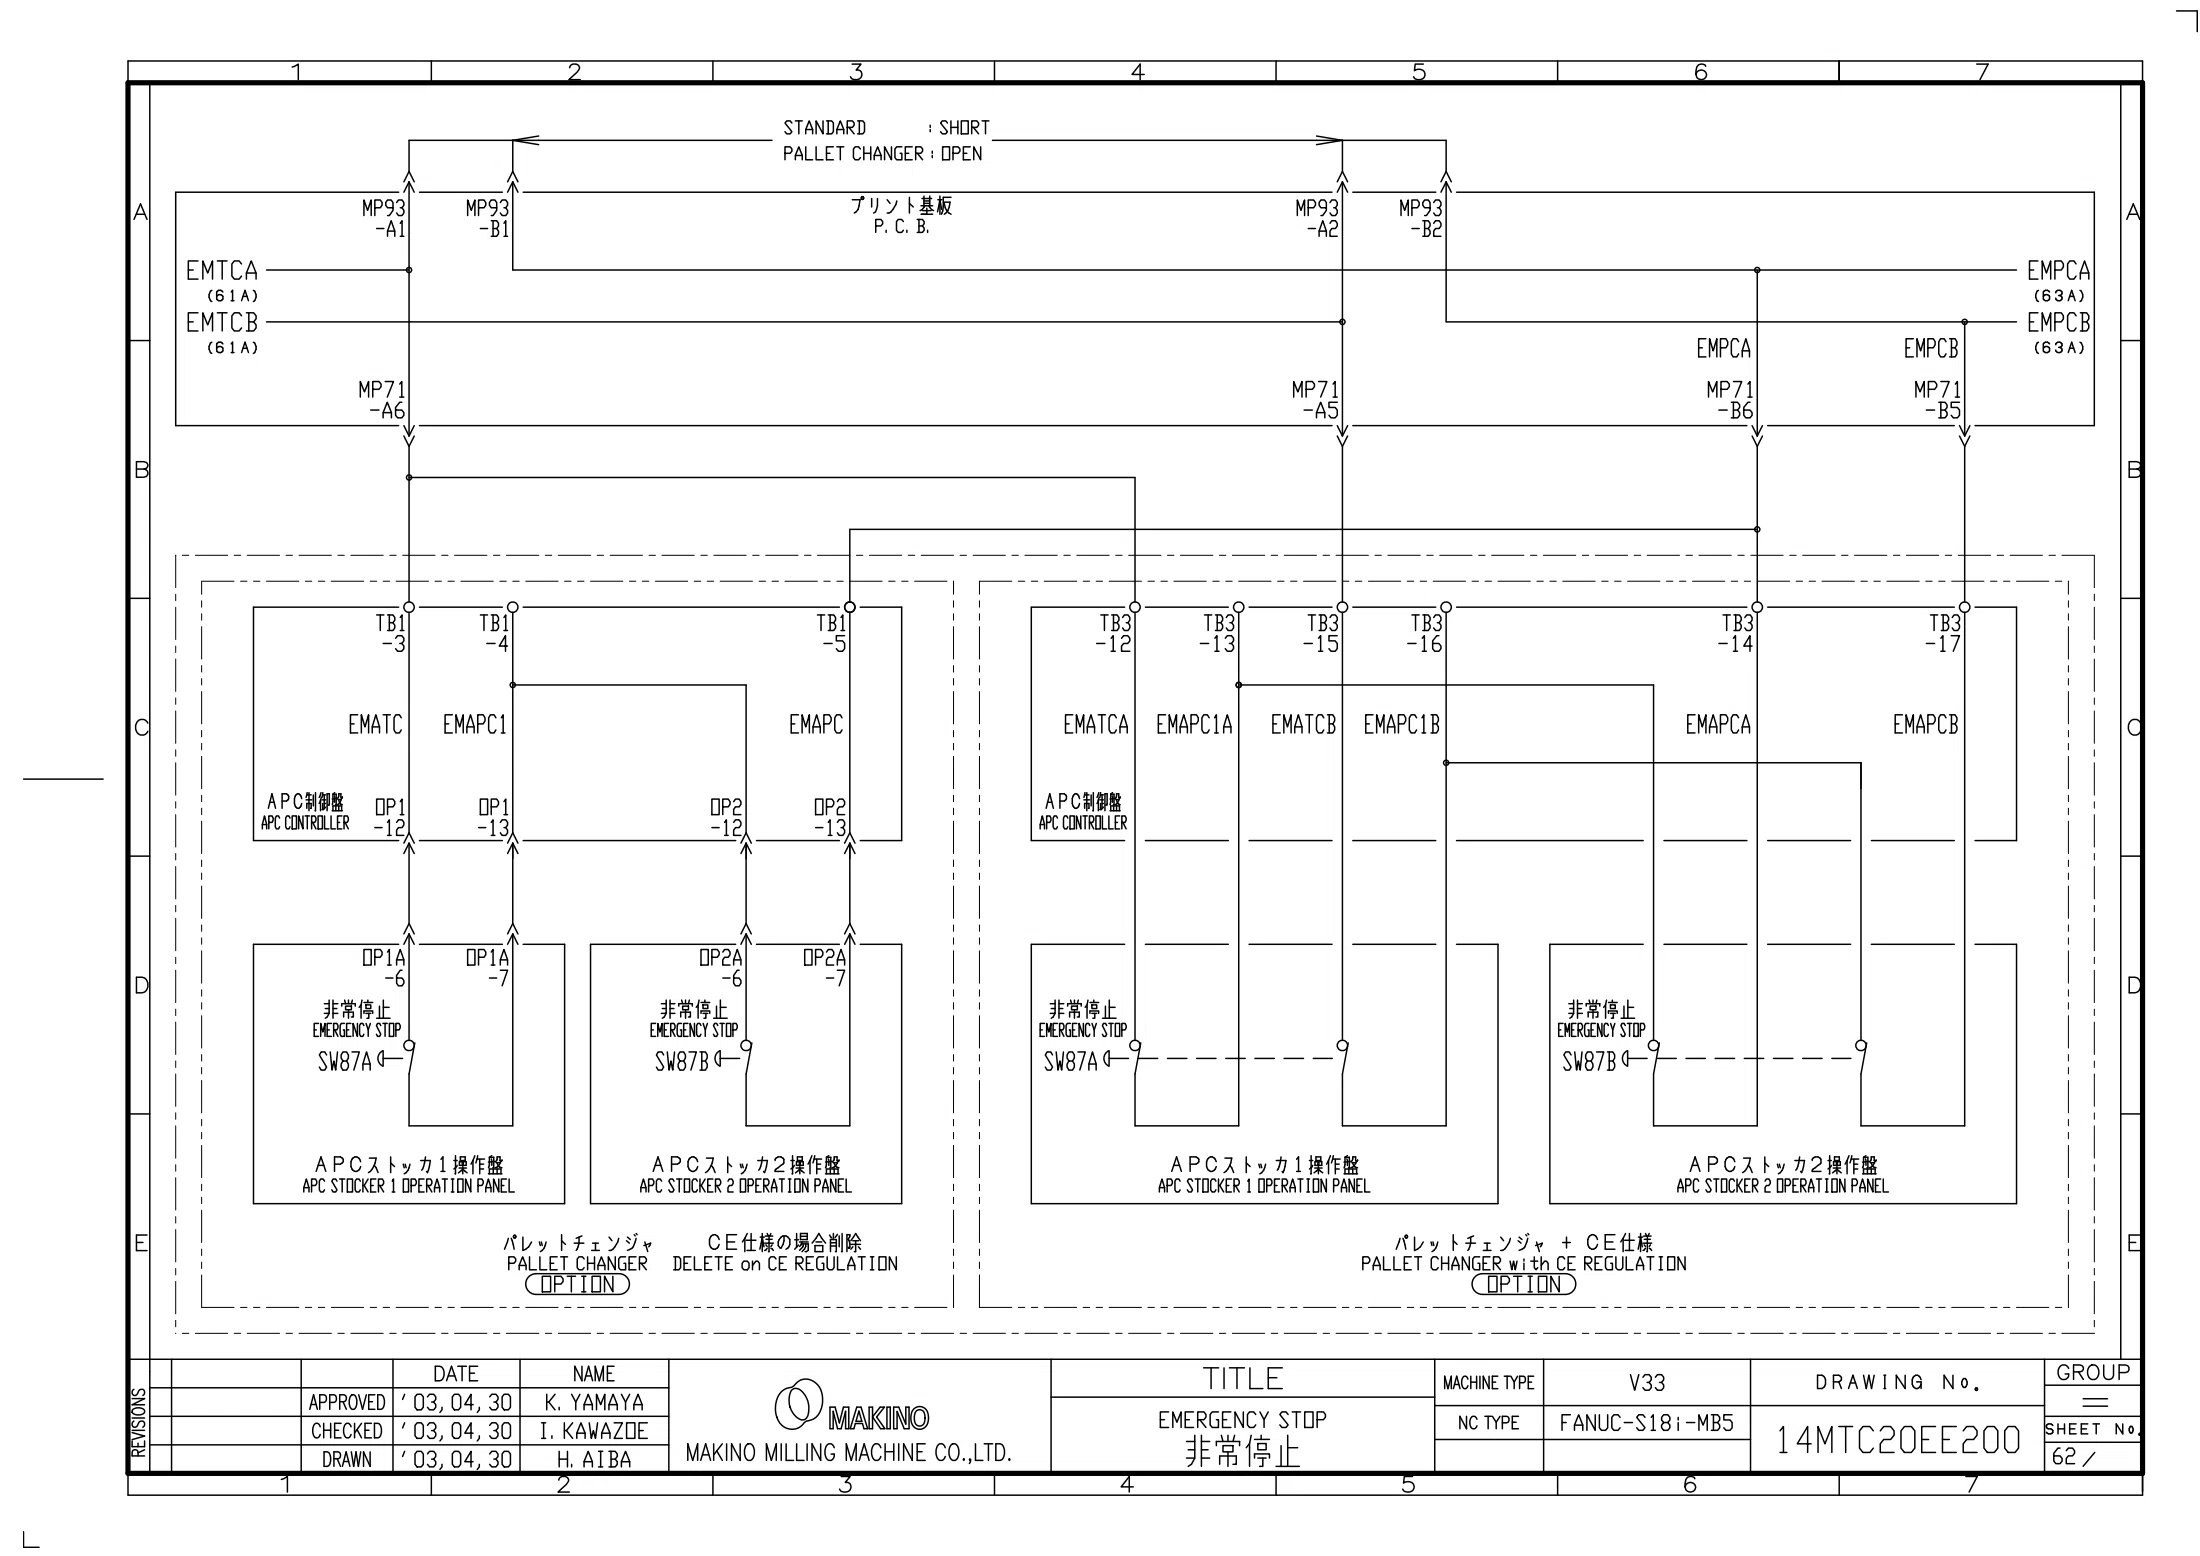 1 2 3 4 5 6 7
STANDARD : SHORT
PALLET CHANGER : OPEN
A A
MP93 MP93 プリント基板 MP93 MP93
-A1 -B1 P. C. B. -A2 -B2
EMTCA EMPCA
(61A) (63A)
EMTCB EMPCB
(61A) EMPCA EMPCB (63A)
MP71 MP71 MP71 MP71
-A6 -A5 -B6 -B5
B B
TB1 TB1 TB1 TB3 TB3 TB3 TB3 TB3 TB3
-3 -4 -5 -12 -13 -15 -16 -14 -17
C EMATC EMAPC1 EMAPC EMATCA EMAPC1A EMATCB EMAPC1B EMAPCA EMAPCB C
APC制御盤 OP1 OP1 OP2 OP2 APC制御盤
APC CONTROLLER -12 -13 -12 -13 APC CONTROLLER
OP1A OP1A OP2A OP2A
-6 -7 -6 -7
D D
非常停止 非常停止 非常停止 非常停止
EMERGENCY STOP EMERGENCY STOP EMERGENCY STOP EMERGENCY STOP
SW87A SW87B SW87A SW87B
APCストッカ1操作盤 APCストッカ2操作盤 APCストッカ1操作盤 APCストッカ2操作盤
APC STOCKER 1 OPERATION PANEL APC STOCKER 2 OPERATION PANEL APC STOCKER 1 OPERATION PANEL APC STOCKER 2 OPERATION PANEL
E パレットチェンジャ CE仕様の場合削除 パレットチェンジャ + CE仕様 E
PALLET CHANGER DELETE on CE REGULATION PALLET CHANGER with CE REGULATION
OPTION OPTION
REVISIONS
DATE NAME
APPROVED '03,04,30 K. YAMAYA
CHECKED '03,04,30 I. KAWAZOE
DRAWN '03,04,30 H. AIBA
MAKINO
MAKINO MILLING MACHINE CO.,LTD.
TITLE
EMERGENCY STOP
非常停止
MACHINE TYPE V33
NC TYPE FANUC-S18i-MB5
DRAWING No.
14MTC20EE200
GROUP
=
SHEET No.
62/
1 2 3 4 5 6 7